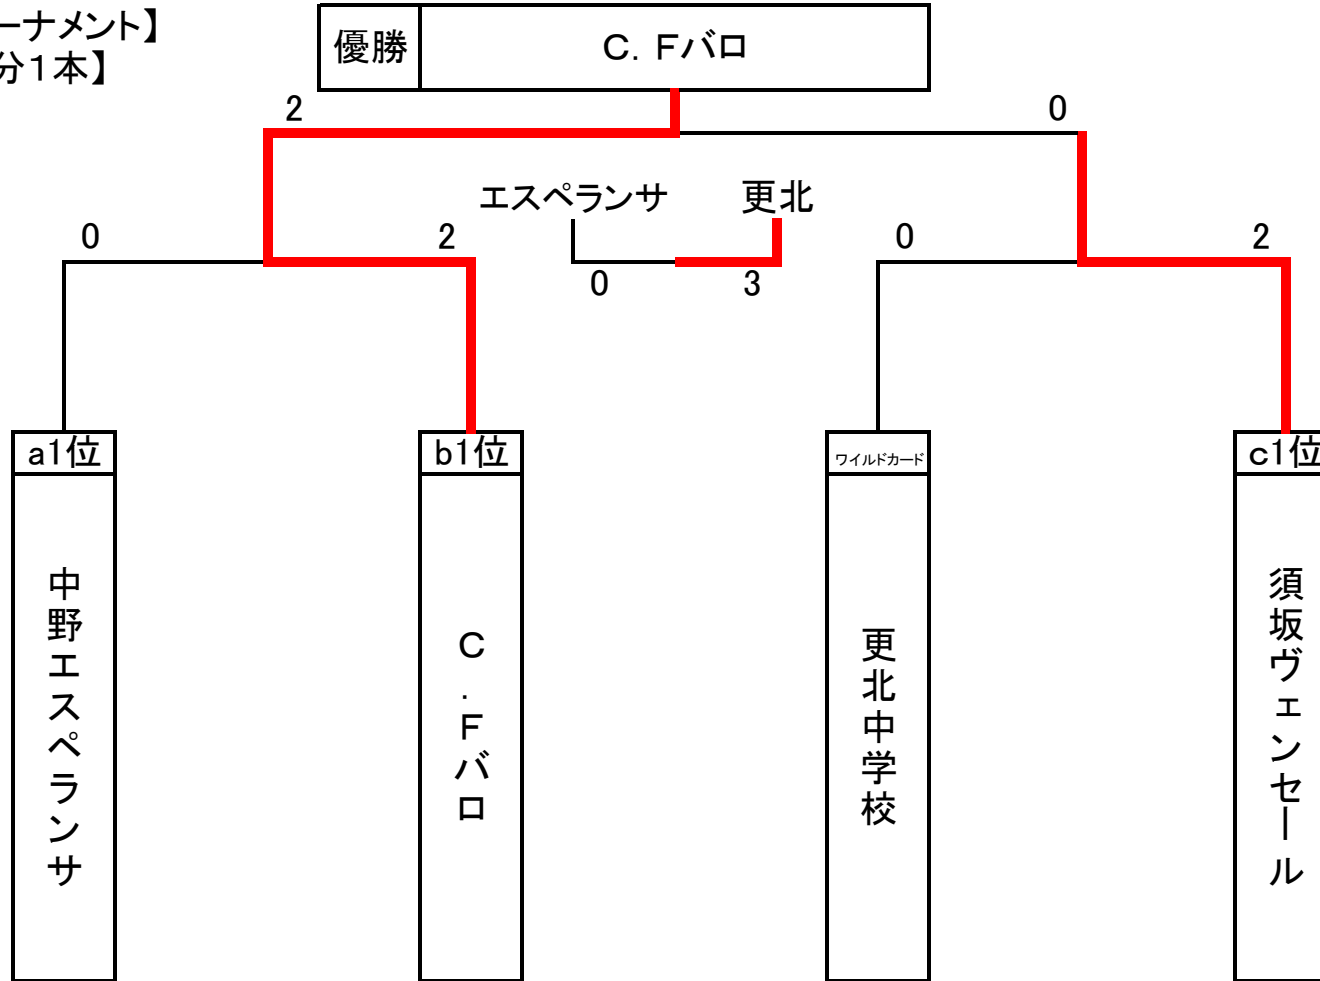 ーナメント】
分1本】
優勝 C．Fバロ
2 0
エスペランサ 更北
0 2 0 2
0 3
a1位 b1位 ワイルドカード c1位
中野エスペランサ
C．Fバロ
更北中学校
須坂ヴェンセール